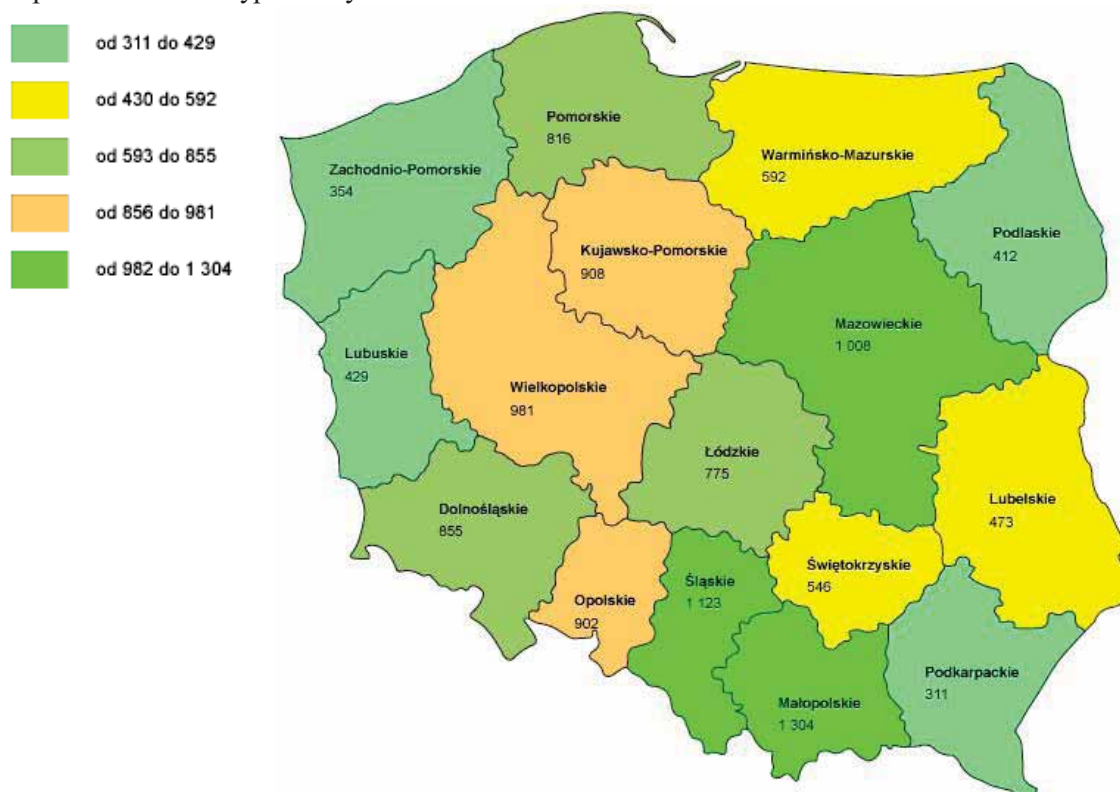 od 311 do 429
od 430 do 592
od 593 do 855
od 856 do 981
od 982 do 1 304
Pomorskie
816
Warmińsko-Mazurskie
592
Zachodnio-Pomorskie
354
Podlaskie
412
Kujawsko-Pomorskie
908
Mazowieckie
1 008
Lubuskie
429
Wielkopolskie
981
Łódzkie
775
Lubelskie
473
Dolnośląskie
855
Świętokrzyskie
546
Śląskie
1 123
Opolskie
902
Podkarpackie
311
Małopolskie
1 304